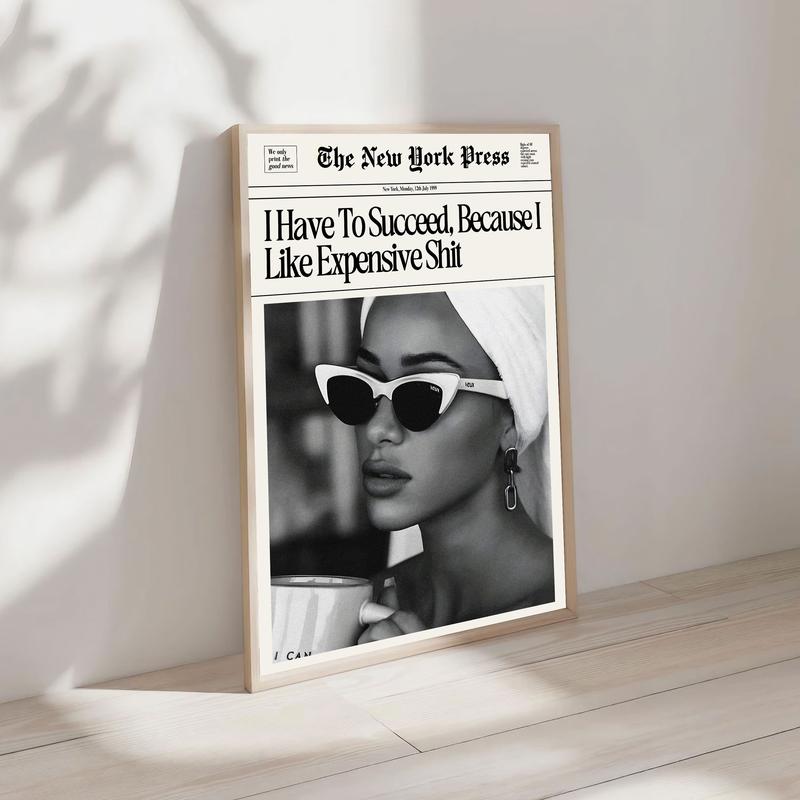 We only
print the
good news
The New York Press
New York, Monday, 12th July 1999
I Have To Succeed, Because I
Like Expensive Shit
I CAN